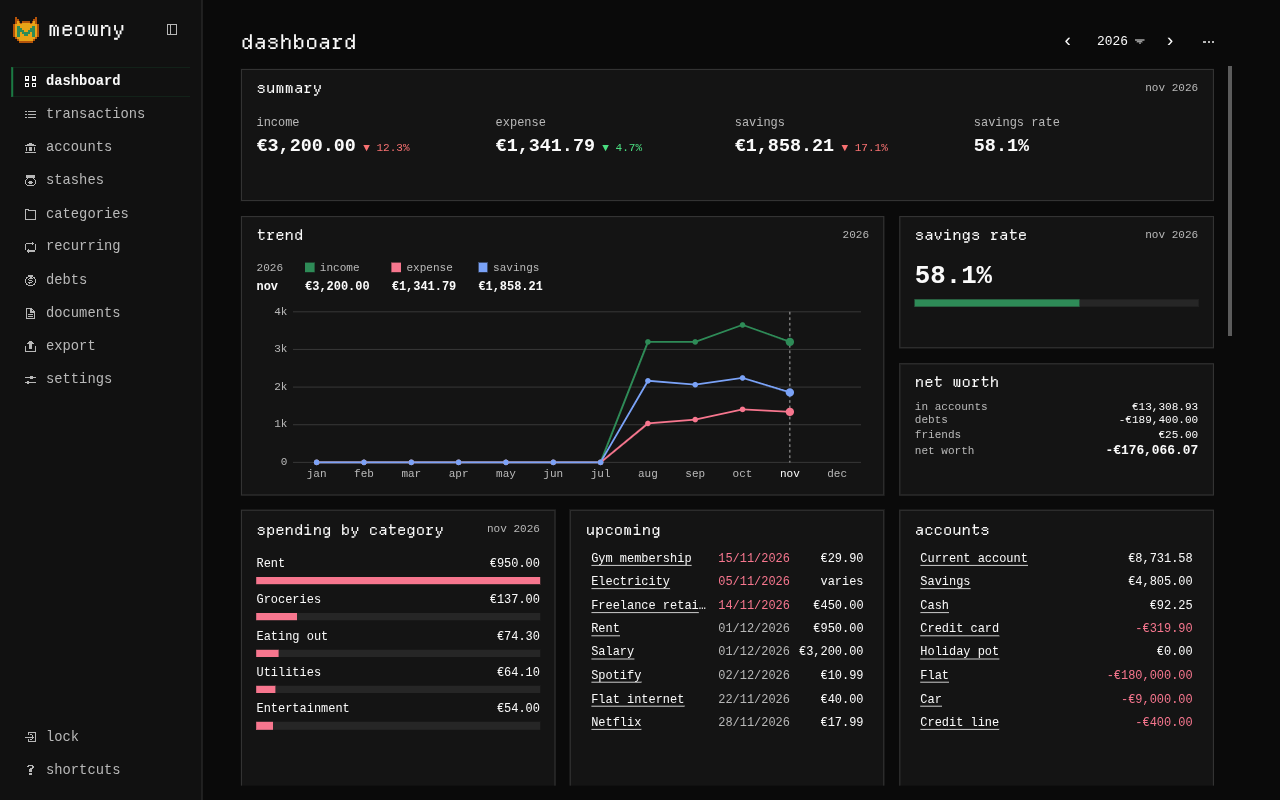 meowny
dashboard
transactions
accounts
stashes
categories
recurring
debts
documents
export
settings
lock
? shortcuts
dashboard
‹ 2026 ›
summary nov 2026
income expense savings savings rate
€3,200.00 ▼ 12.3% €1,341.79 ▼ 4.7% €1,858.21 ▼ 17.1% 58.1%
trend 2026
2026 income expense savings
nov €3,200.00 €1,341.79 €1,858.21
4k
3k
2k
1k
0
jan feb mar apr may jun jul aug sep oct nov dec
savings rate nov 2026
58.1%
net worth
in accounts €13,308.93
debts -€189,400.00
friends €25.00
net worth -€176,066.07
spending by category nov 2026
Rent €950.00
Groceries €137.00
Eating out €74.30
Utilities €64.10
Entertainment €54.00
upcoming
Gym membership 15/11/2026 €29.90
Electricity 05/11/2026 varies
Freelance retai… 14/11/2026 €450.00
Rent 01/12/2026 €950.00
Salary 01/12/2026 €3,200.00
Spotify 02/12/2026 €10.99
Flat internet 22/11/2026 €40.00
Netflix 28/11/2026 €17.99
accounts
Current account €8,731.58
Savings €4,805.00
Cash €92.25
Credit card -€319.90
Holiday pot €0.00
Flat -€180,000.00
Car -€9,000.00
Credit line -€400.00